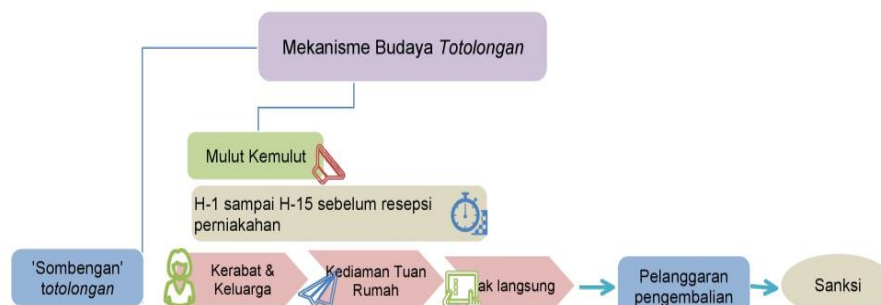 Mekanisme Budaya Totolongan
Mulut Kemulut
H-1 sampai H-15 sebelum resepsi
perniakahan
'Sombengan'
totolongan
Kerabat &
Keluarga
Kediaman Tuan
Rumah
ak langsung
Pelanggaran
pengembalian
Sanksi